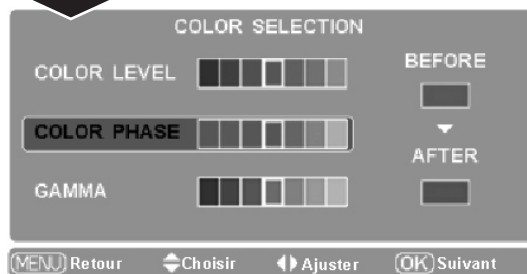 COLOR SELECTION
COLOR LEVEL
BEFORE
COLOR PHASE
AFTER
GAMMA
MENU Retour Choisir Ajuster OK Suivant